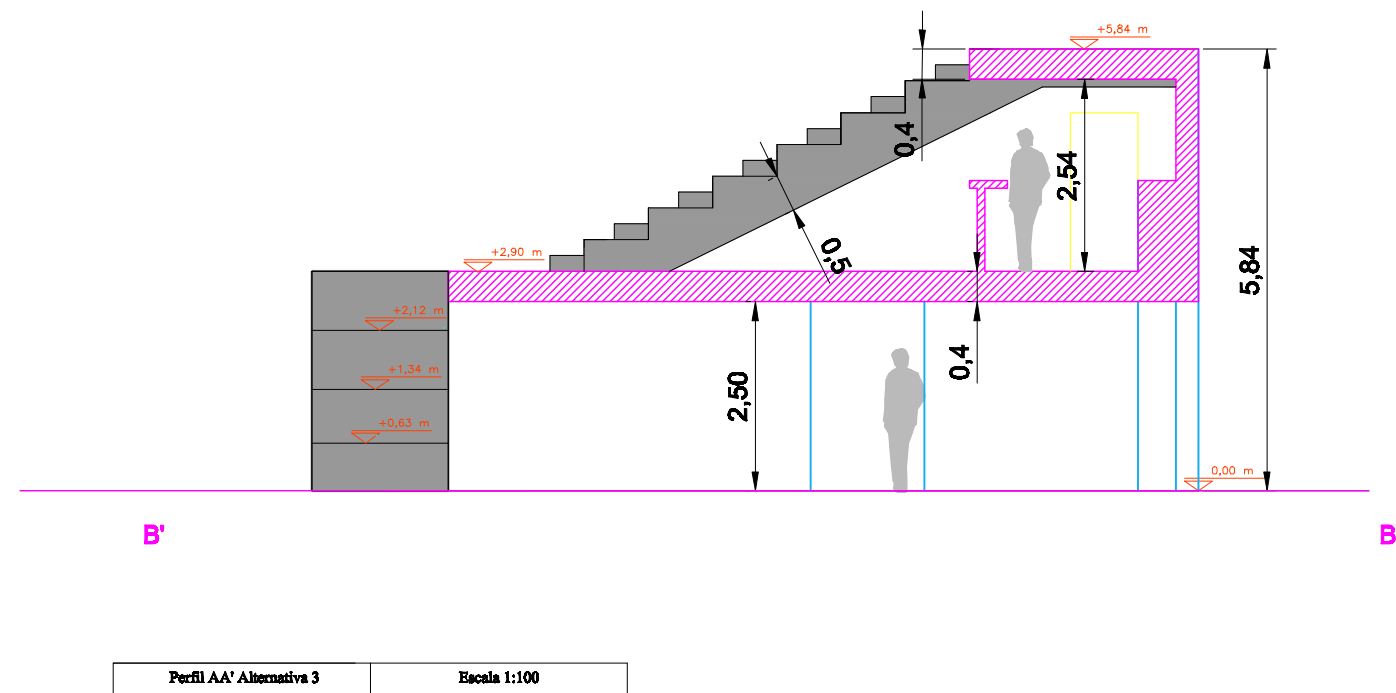 +5,84 m
0,4
2,54
+2,90 m
0,5
5,84
+2,12 m
0,4
+1,34 m
2,50
+0,63 m
0,00 m
B'
B
Perfil AA' Alternativa 3
Escala 1:100